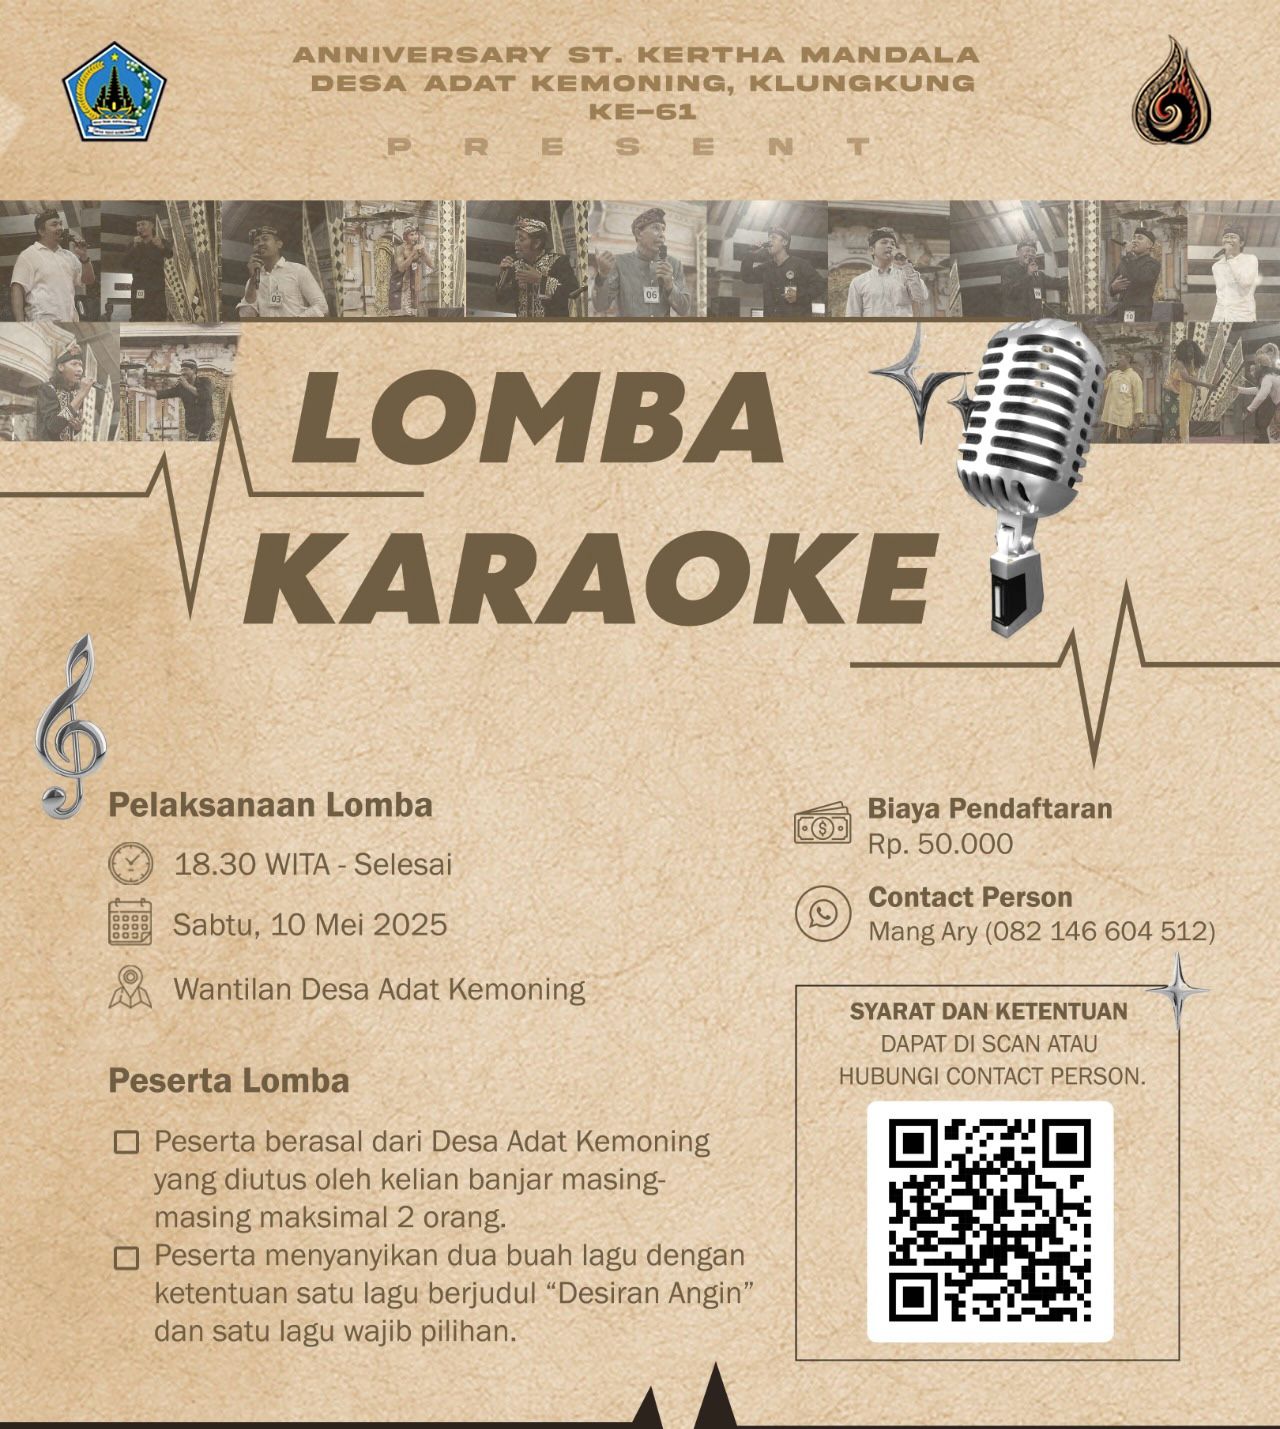 ANNIVERSARY ST. KERTHA MANDALA
DESA ADAT KEMONING, KLUNGKUNG
KE-61
PRESENT
03
06
10
LOMBA
KARAOKE
Pelaksanaan Lomba
18.30 WITA - Selesai
Sabtu, 10 Mei 2025
Wantilan Desa Adat Kemoning
Peserta Lomba
Peserta berasal dari Desa Adat Kemoning
yang diutus oleh kelian banjar masing-
masing maksimal 2 orang.
Peserta menyanyikan dua buah lagu dengan
ketentuan satu lagu berjudul “Desiran Angin”
dan satu lagu wajib pilihan.
Biaya Pendaftaran
Rp. 50.000
Contact Person
Mang Ary (082 146 604 512)
SYARAT DAN KETENTUAN
DAPAT DI SCAN ATAU
HUBUNGI CONTACT PERSON.